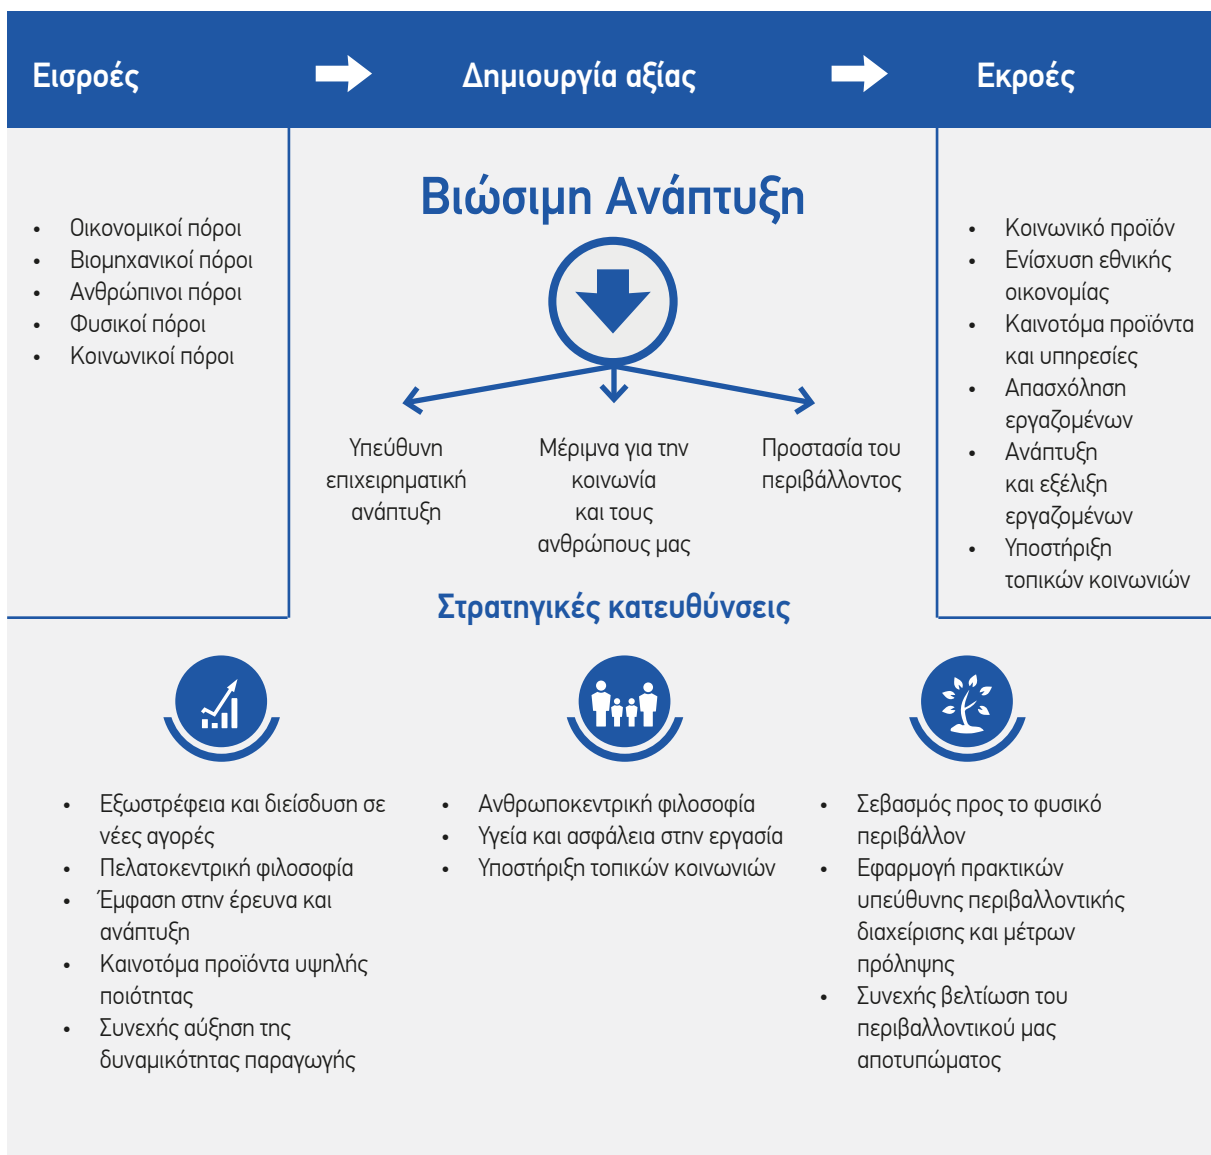 Εισροές
Δημιουργία αξίας
Εκροές
• Οικονομικοί πόροι
• Βιομηχανικοί πόροι
• Ανθρώπινοι πόροι
• Φυσικοί πόροι
• Κοινωνικοί πόροι
Βιώσιμη Ανάπτυξη
Υπεύθυνη
επιχειρηματική
ανάπτυξη
Μέριμνα για την
κοινωνία
και τους
ανθρώπους μας
Προστασία του
περιβάλλοντος
• Κοινωνικό προϊόν
• Ενίσχυση εθνικής
οικονομίας
• Καινοτόμα προϊόντα
και υπηρεσίες
• Απασχόληση
εργαζομένων
• Ανάπτυξη
και εξέλιξη
εργαζομένων
• Υποστήριξη
τοπικών κοινωνιών
Στρατηγικές κατευθύνσεις
• Εξωστρέφεια και διείσδυση σε
νέες αγορές
• Πελατοκεντρική φιλοσοφία
• Έμφαση στην έρευνα και
ανάπτυξη
• Καινοτόμα προϊόντα υψηλής
ποιότητας
• Συνεχής αύξηση της
δυναμικότητας παραγωγής
• Ανθρωποκεντρική φιλοσοφία
• Υγεία και ασφάλεια στην εργασία
• Υποστήριξη τοπικών κοινωνιών
• Σεβασμός προς το φυσικό
περιβάλλον
• Εφαρμογή πρακτικών
υπεύθυνης περιβαλλοντικής
διαχείρισης και μέτρων
πρόληψης
• Συνεχής βελτίωση του
περιβαλλοντικού μας
αποτυπώματος